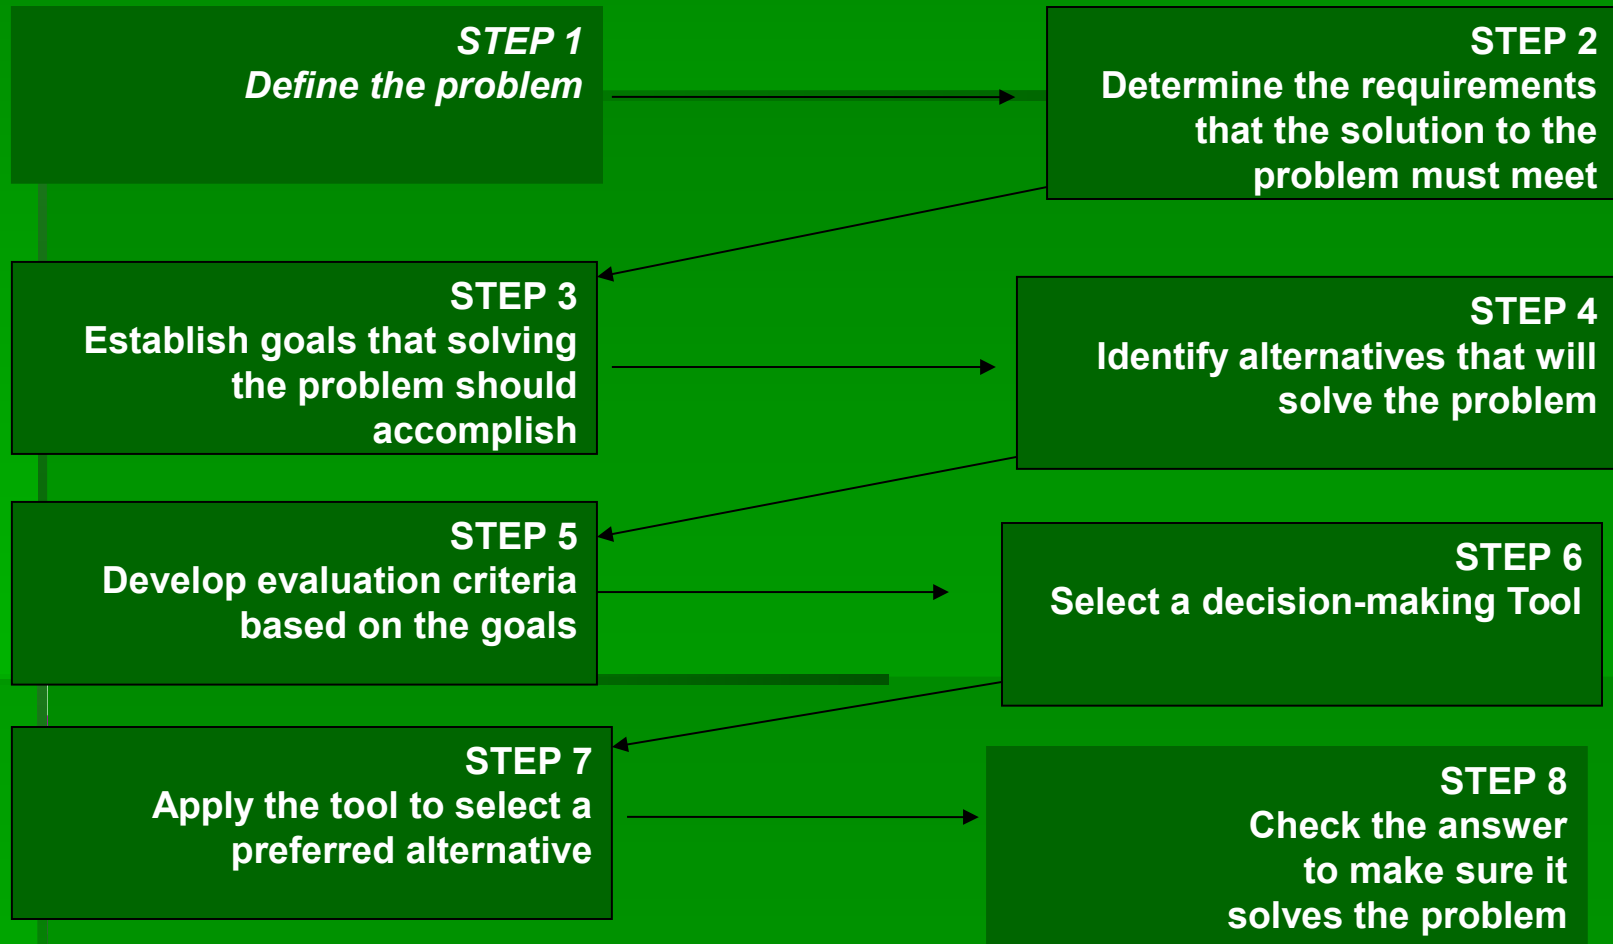 STEP 1
Define the problem
STEP 2
Determine the requirements
that the solution to the
problem must meet
STEP 3
Establish goals that solving
the problem should
accomplish
STEP 4
Identify alternatives that will
solve the problem
STEP 5
Develop evaluation criteria
based on the goals
STEP 6
Select a decision-making Tool
STEP 7
Apply the tool to select a
preferred alternative
STEP 8
Check the answer
to make sure it
solves the problem